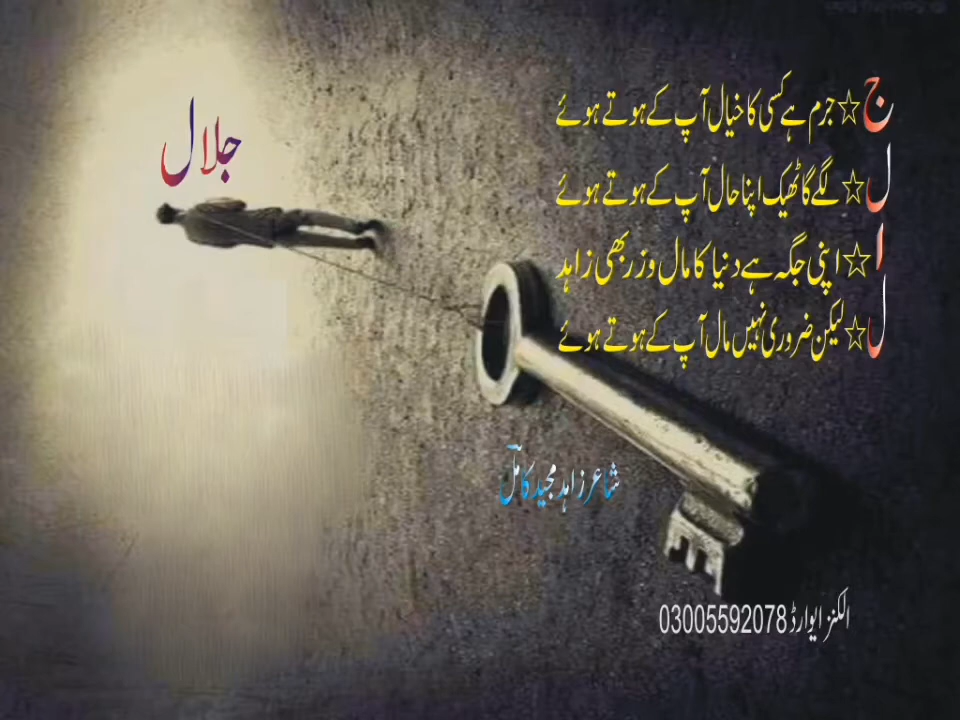 جلال
ج☆جرم ہے کسی کا خیال آپ کے ہوتے ہوئے
ل☆لگے گا ٹھیک اپنا حال آپ کے ہوتے ہوئے
ا☆اپنی جگہ ہے دنیا کا مال و زر بھی زاہد
ل☆لیکن ضروری نہیں مال آپ کے ہوتے ہوئے
شاعر زاہد مجید کامل
الکنز ایوارڈ 03005592078